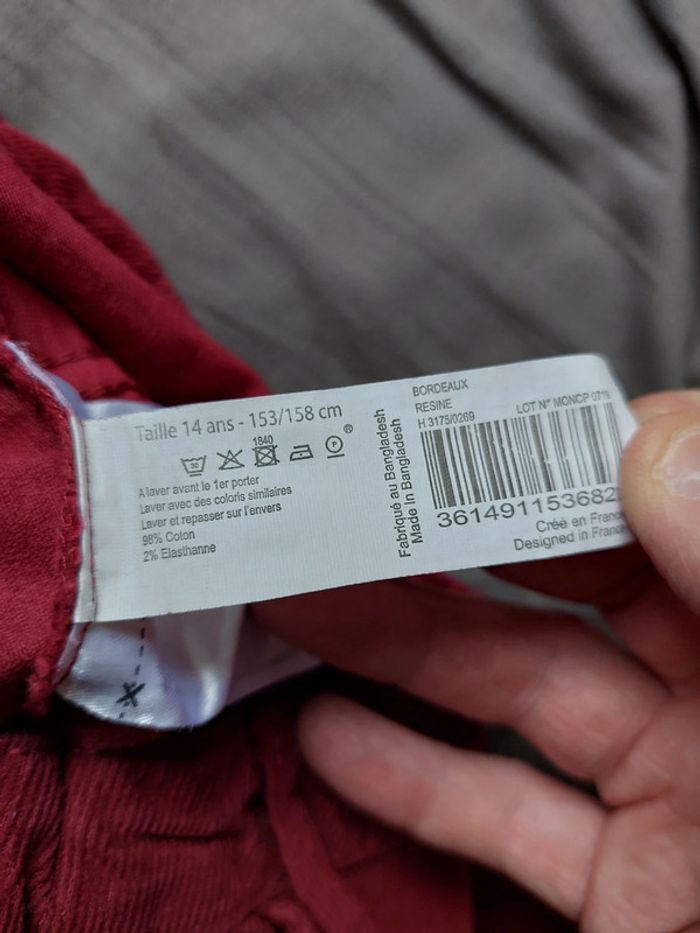 Taille 14 ans - 153/158 cm
30
1840
P
®
A laver avant le 1er porter
Laver avec des coloris similaires
Laver et repasser sur l'envers
98% Coton
2% Elasthanne
Fabriqué au Bangladesh
Made In Bangladesh
BORDEAUX
RESINE
H 3175/0269
LOT N° MONOP
361491153682
Créé en France
Designed in France